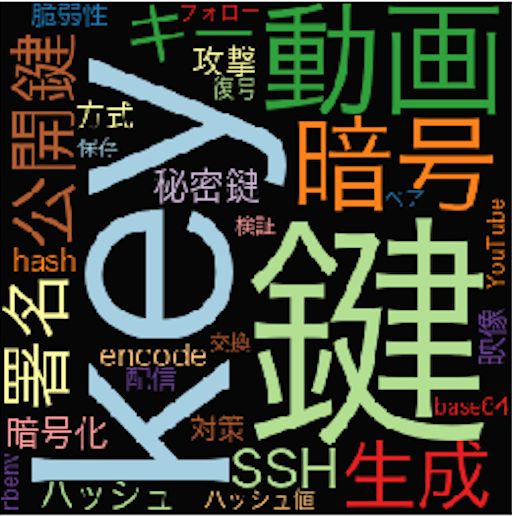 脆弱性
フォロー
キー
動画
攻撃
復号
公開鍵
方式
保存
key
暗号
秘密鍵
ペア
検証
鍵
YouTube
hash
署名
encode
交換
配信
映像
base64
暗号化
対策
rbenv
SSH
生成
ハッシュ
ハッシュ値